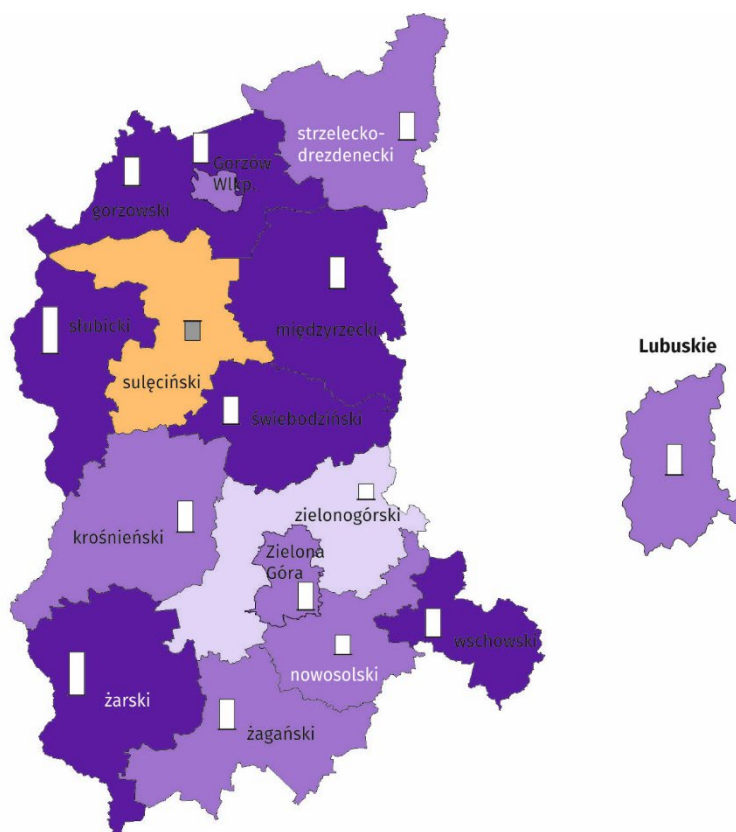 strzelecko-
drezdenecki
Gorzów
Wlkp.
gorzowski
słubicki
międzyrzecki
Lubuskie
sulęciński
świebodziński
zielonogórski
krośnieński
Zielona
Góra
wschowski
nowosolski
żarski
żagański